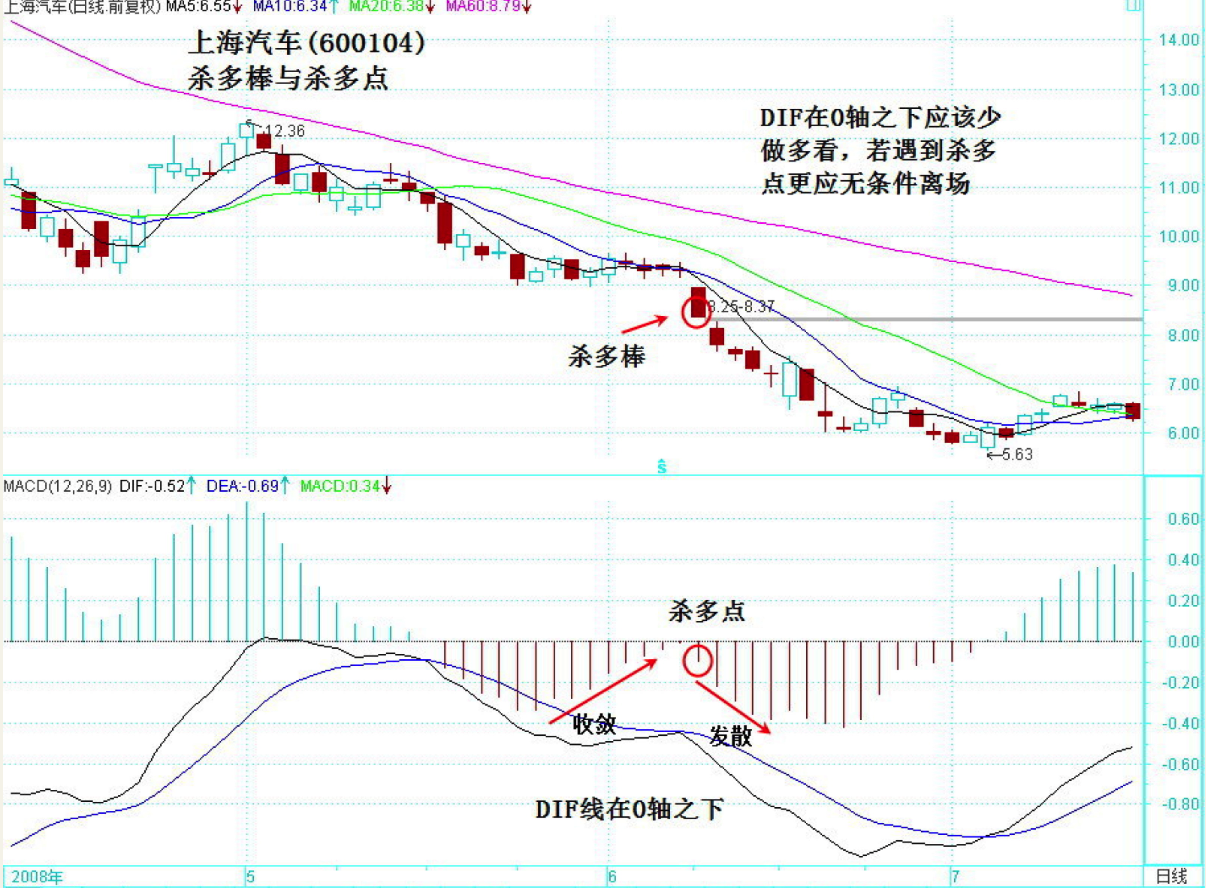 上海汽车(日线.前复权) MA5:6.55↓ MA10:6.34↑ MA20:6.38↓ MA60:8.79↓
上海汽车(600104)
杀多棒与杀多点
14.00
13.00
12.36
12.00
DIF在0轴之下应该少
做多看，若遇到杀多
点更应无条件离场
11.00
10.00
9.00
8.25-8.37
8.00
杀多棒
7.00
6.00
←5.63
Ŝ
MACD(12,26,9) DIF:-0.52↑ DEA:-0.69↑ MACD:0.34↓
0.60
0.40
0.20
杀多点
0.00
-0.20
收敛
发散
-0.40
-0.60
DIF线在0轴之下
-0.80
2008年 5 6 7 日线